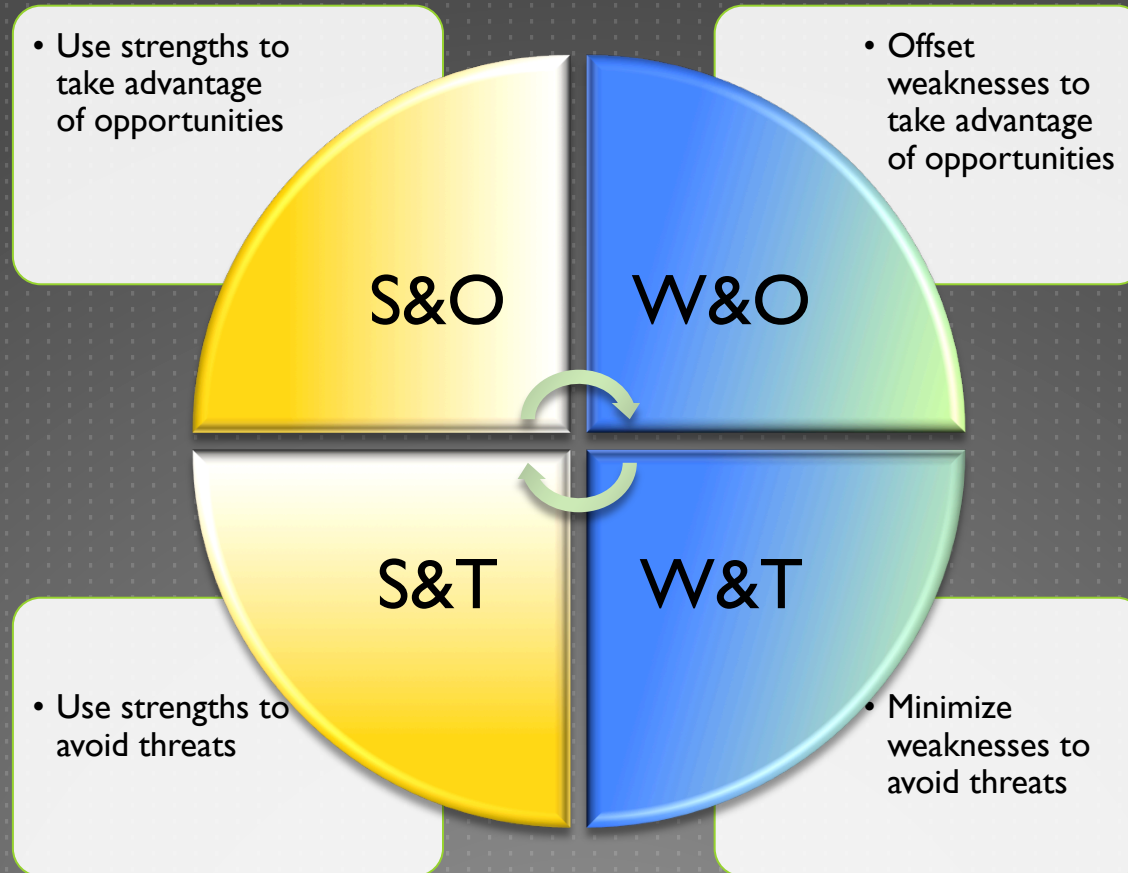 • Use strengths to
take advantage
of opportunities
• Offset
weaknesses to
take advantage
of opportunities
S&O
W&O
S&T
W&T
• Use strengths to
avoid threats
• Minimize
weaknesses to
avoid threats